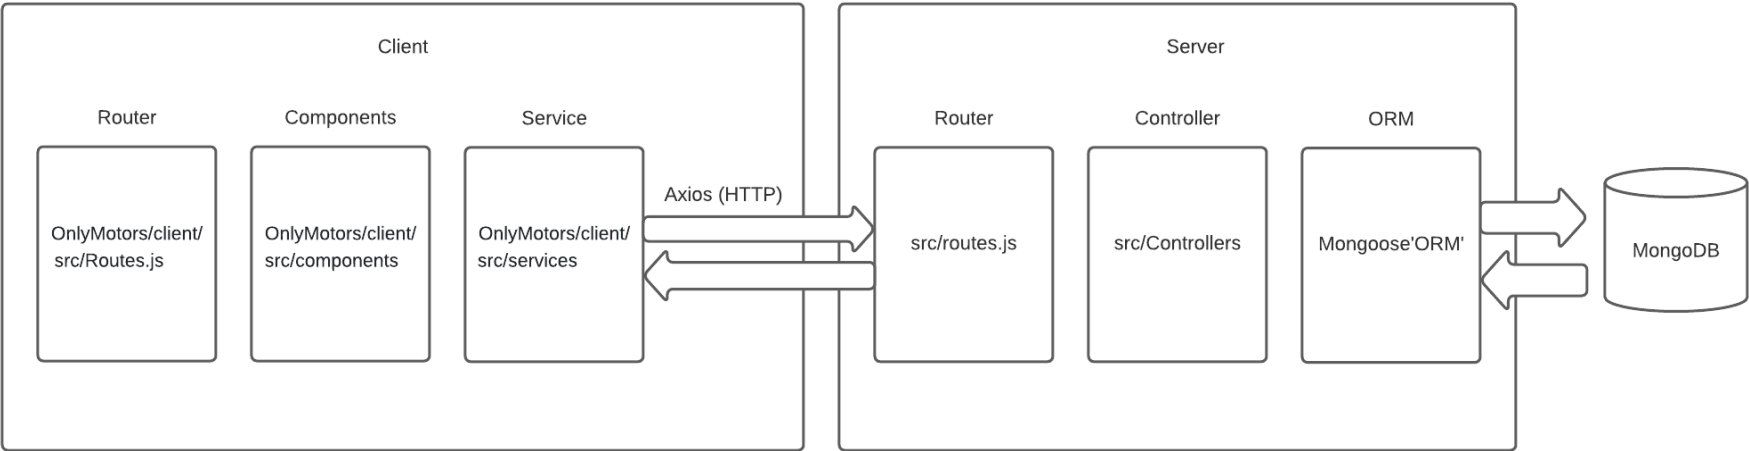 Client
Server
Router
Components
Service
Router
Controller
ORM
OnlyMotors/client/
src/Routes.js
OnlyMotors/client/
src/components
OnlyMotors/client/
src/services
Axios (HTTP)
src/routes.js
src/Controllers
Mongoose'ORM'
MongoDB